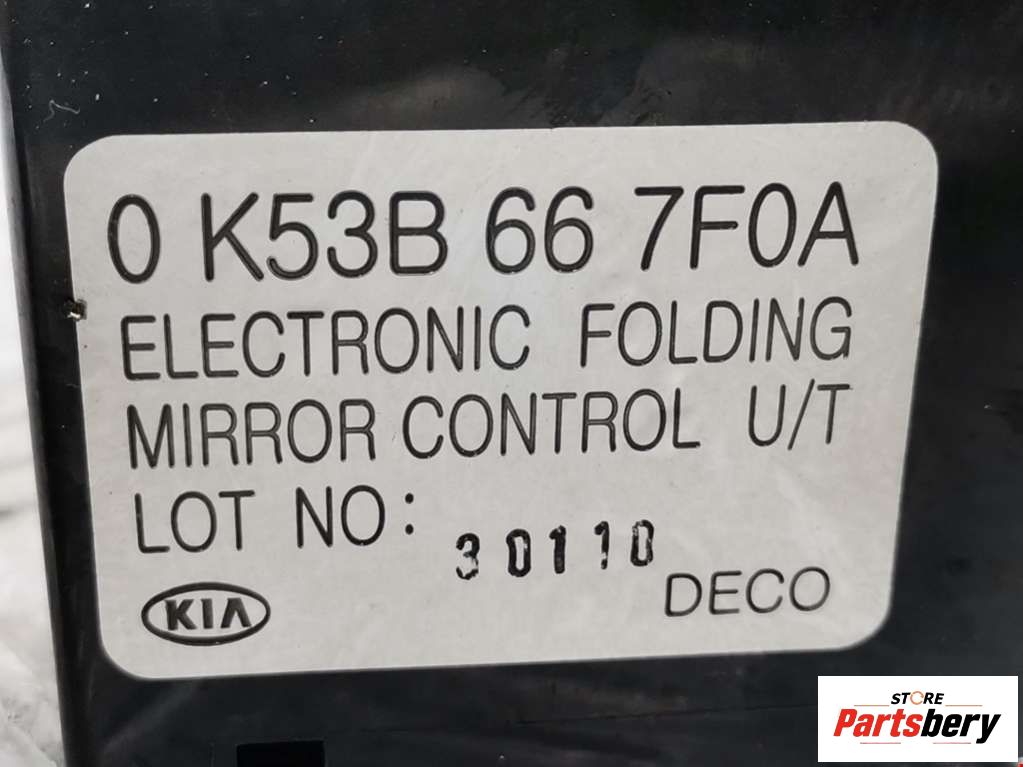 0 K53B 66 7F0A
ELECTRONIC FOLDING
MIRROR CONTROL U/T
LOT NO: 30110
KIA DECO
STORE
Partsbery